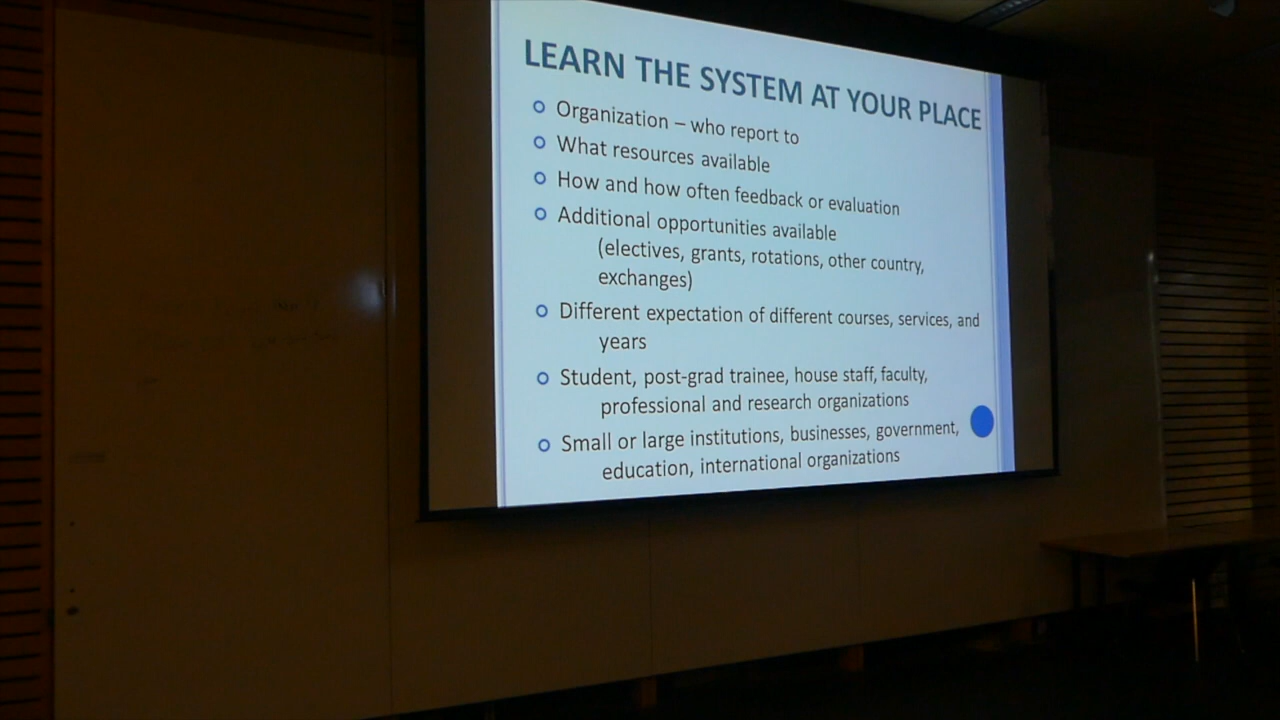 LEARN THE SYSTEM AT YOUR PLACE
Organization – who report to
What resources available
How and how often feedback or evaluation
Additional opportunities available
(electives, grants, rotations, other country,
exchanges)
Different expectation of different courses, services, and
years
Student, post-grad trainee, house staff, faculty,
professional and research organizations
Small or large institutions, businesses, government,
education, international organizations